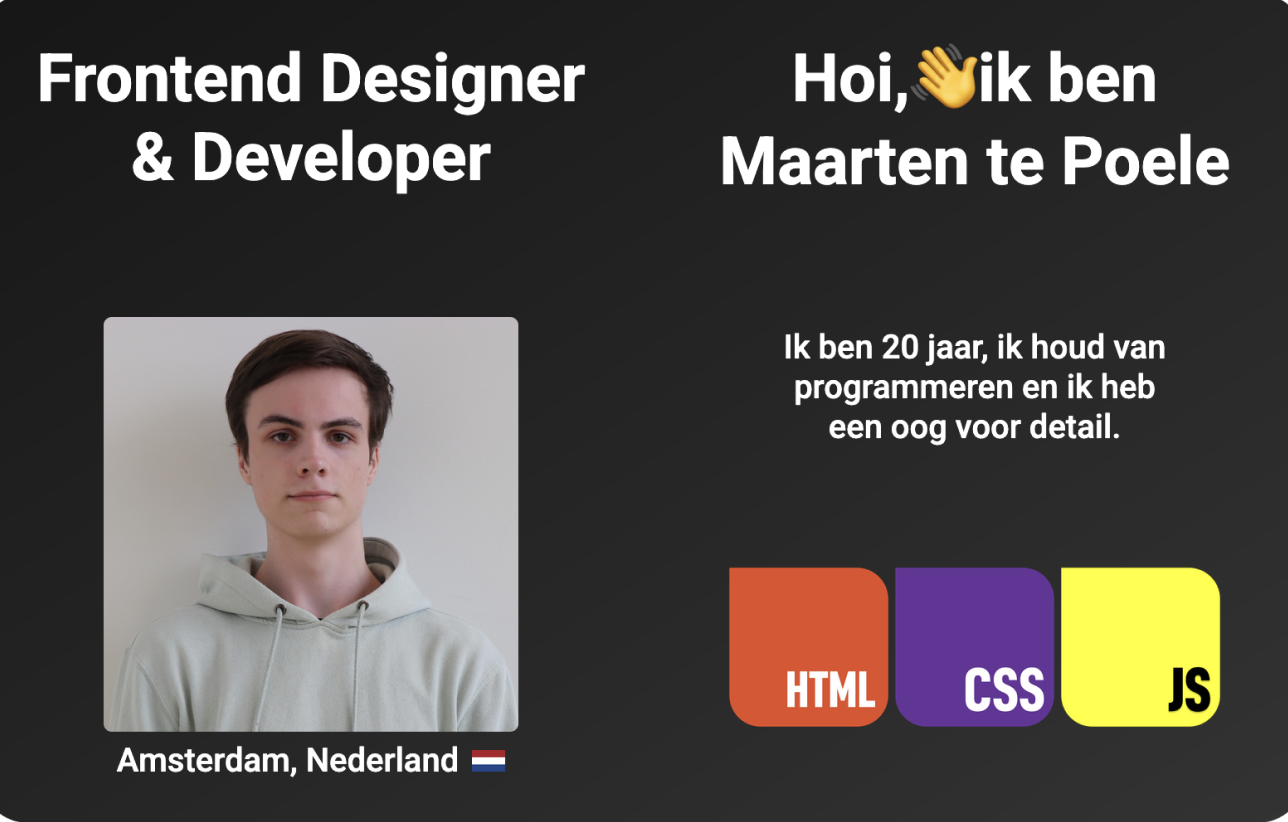 Frontend Designer
& Developer
Amsterdam, Nederland 🇳🇱
Hoi,👋ik ben
Maarten te Poele
Ik ben 20 jaar, ik houd van
programmeren en ik heb
een oog voor detail.
HTML
CSS
JS